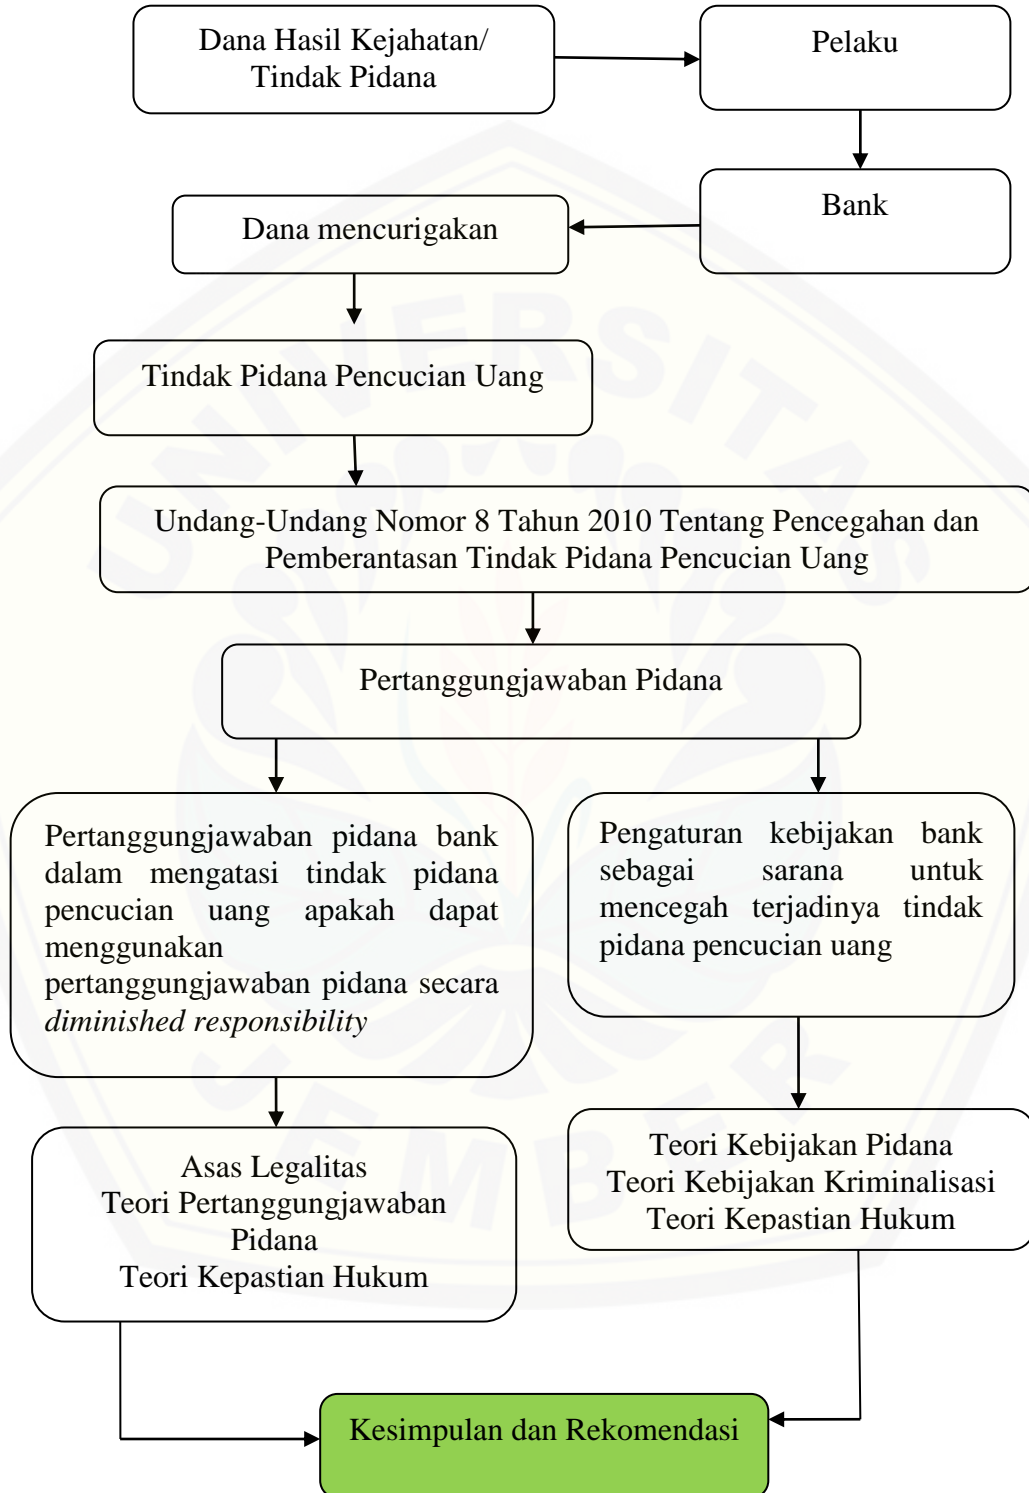 Dana Hasil Kejahatan/
Tindak Pidana
Pelaku
Bank
Dana mencurigakan
Tindak Pidana Pencucian Uang
Undang-Undang Nomor 8 Tahun 2010 Tentang Pencegahan dan
Pemberantasan Tindak Pidana Pencucian Uang
Pertanggungjawaban Pidana
Pertanggungjawaban pidana bank
dalam mengatasi tindak pidana
pencucian uang apakah dapat
menggunakan
pertanggungjawaban pidana secara
diminished responsibility
Pengaturan kebijakan bank
sebagai sarana untuk
mencegah terjadinya tindak
pidana pencucian uang
Asas Legalitas
Teori Pertanggungjawaban
Pidana
Teori Kepastian Hukum
Teori Kebijakan Pidana
Teori Kebijakan Kriminalisasi
Teori Kepastian Hukum
Kesimpulan dan Rekomendasi
UNIVERSITAS
JEMBER